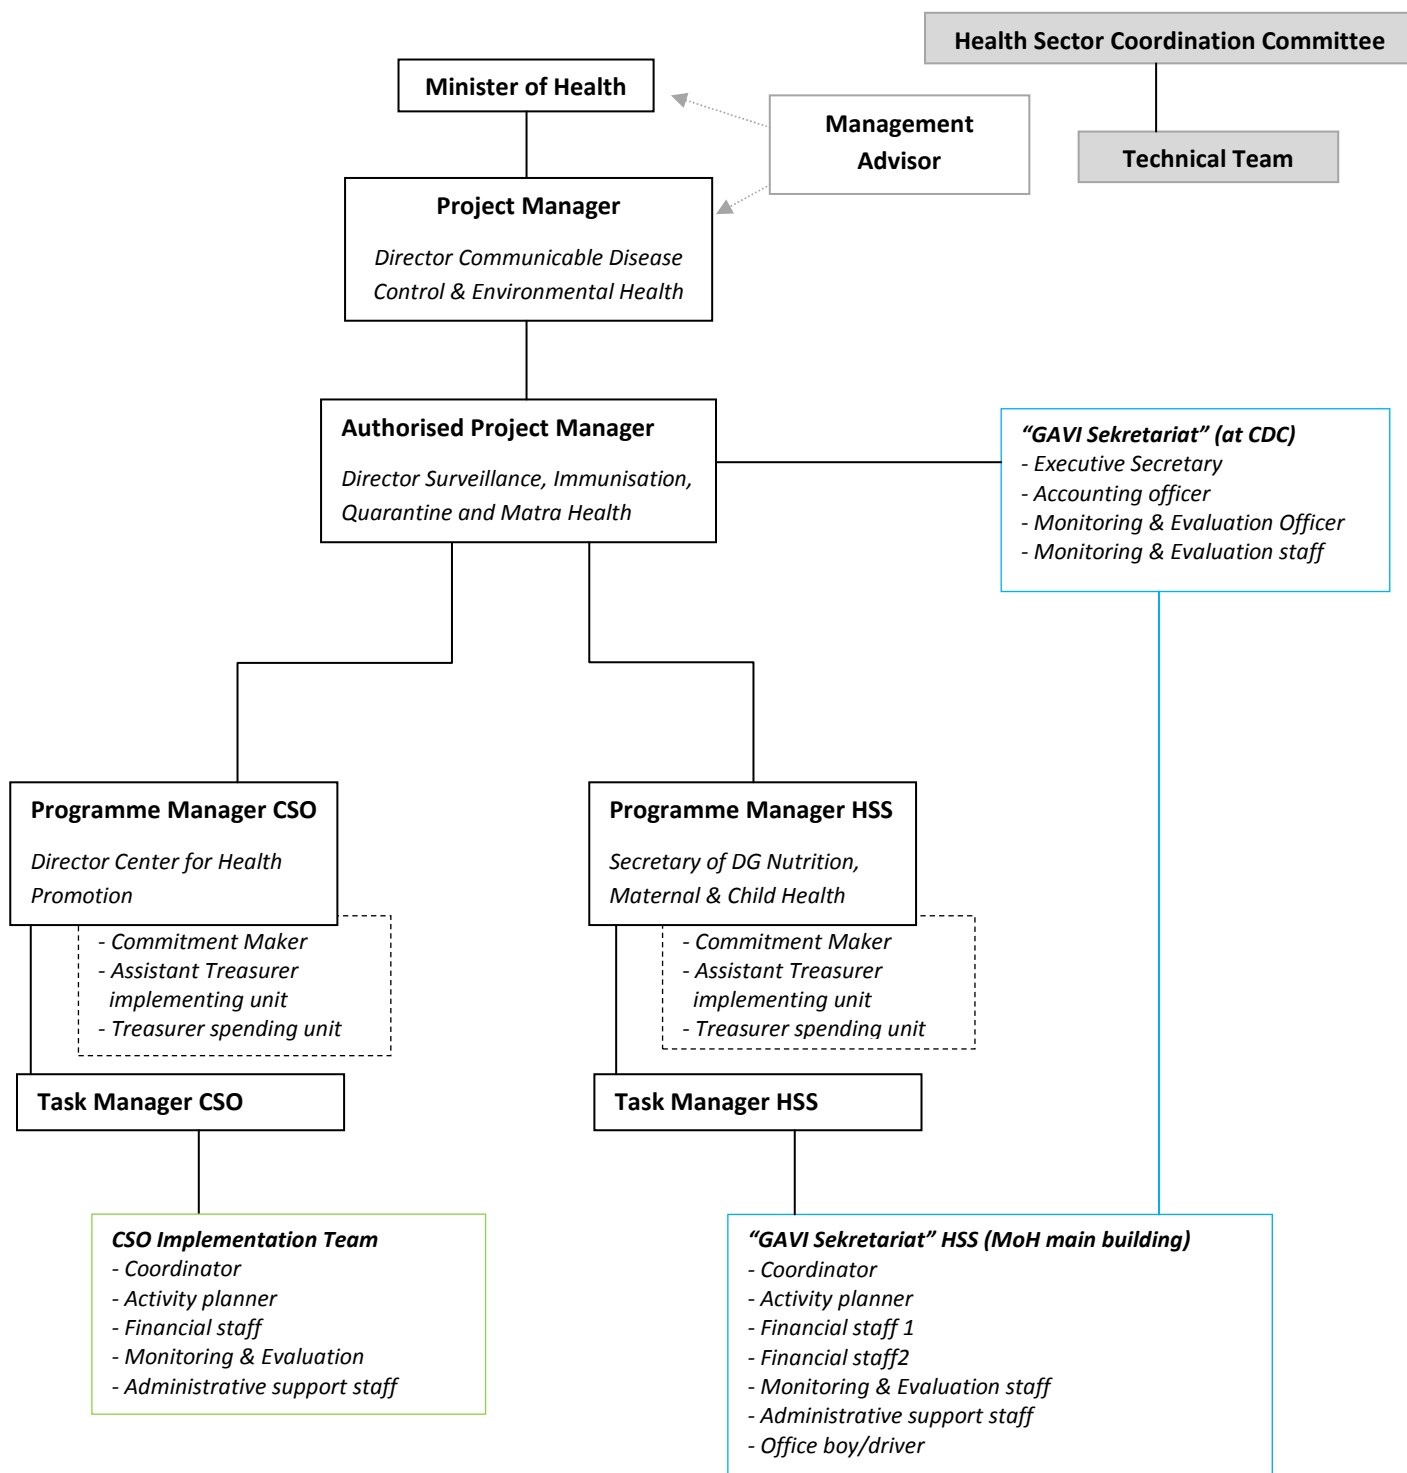 Health Sector Coordination Committee
Minister of Health
Management
Advisor
Technical Team
Project Manager
Director Communicable Disease
Control & Environmental Health
Authorised Project Manager
Director Surveillance, Immunisation,
Quarantine and Matra Health
“GAVI Sekretariat” (at CDC)
- Executive Secretary
- Accounting officer
- Monitoring & Evaluation Officer
- Monitoring & Evaluation staff
Programme Manager CSO
Director Center for Health
Promotion
- Commitment Maker
- Assistant Treasurer
implementing unit
- Treasurer spending unit
Programme Manager HSS
Secretary of DG Nutrition,
Maternal & Child Health
- Commitment Maker
- Assistant Treasurer
implementing unit
- Treasurer spending unit
Task Manager CSO
Task Manager HSS
CSO Implementation Team
- Coordinator
- Activity planner
- Financial staff
- Monitoring & Evaluation
- Administrative support staff
“GAVI Sekretariat” HSS (MoH main building)
- Coordinator
- Activity planner
- Financial staff 1
- Financial staff2
- Monitoring & Evaluation staff
- Administrative support staff
- Office boy/driver